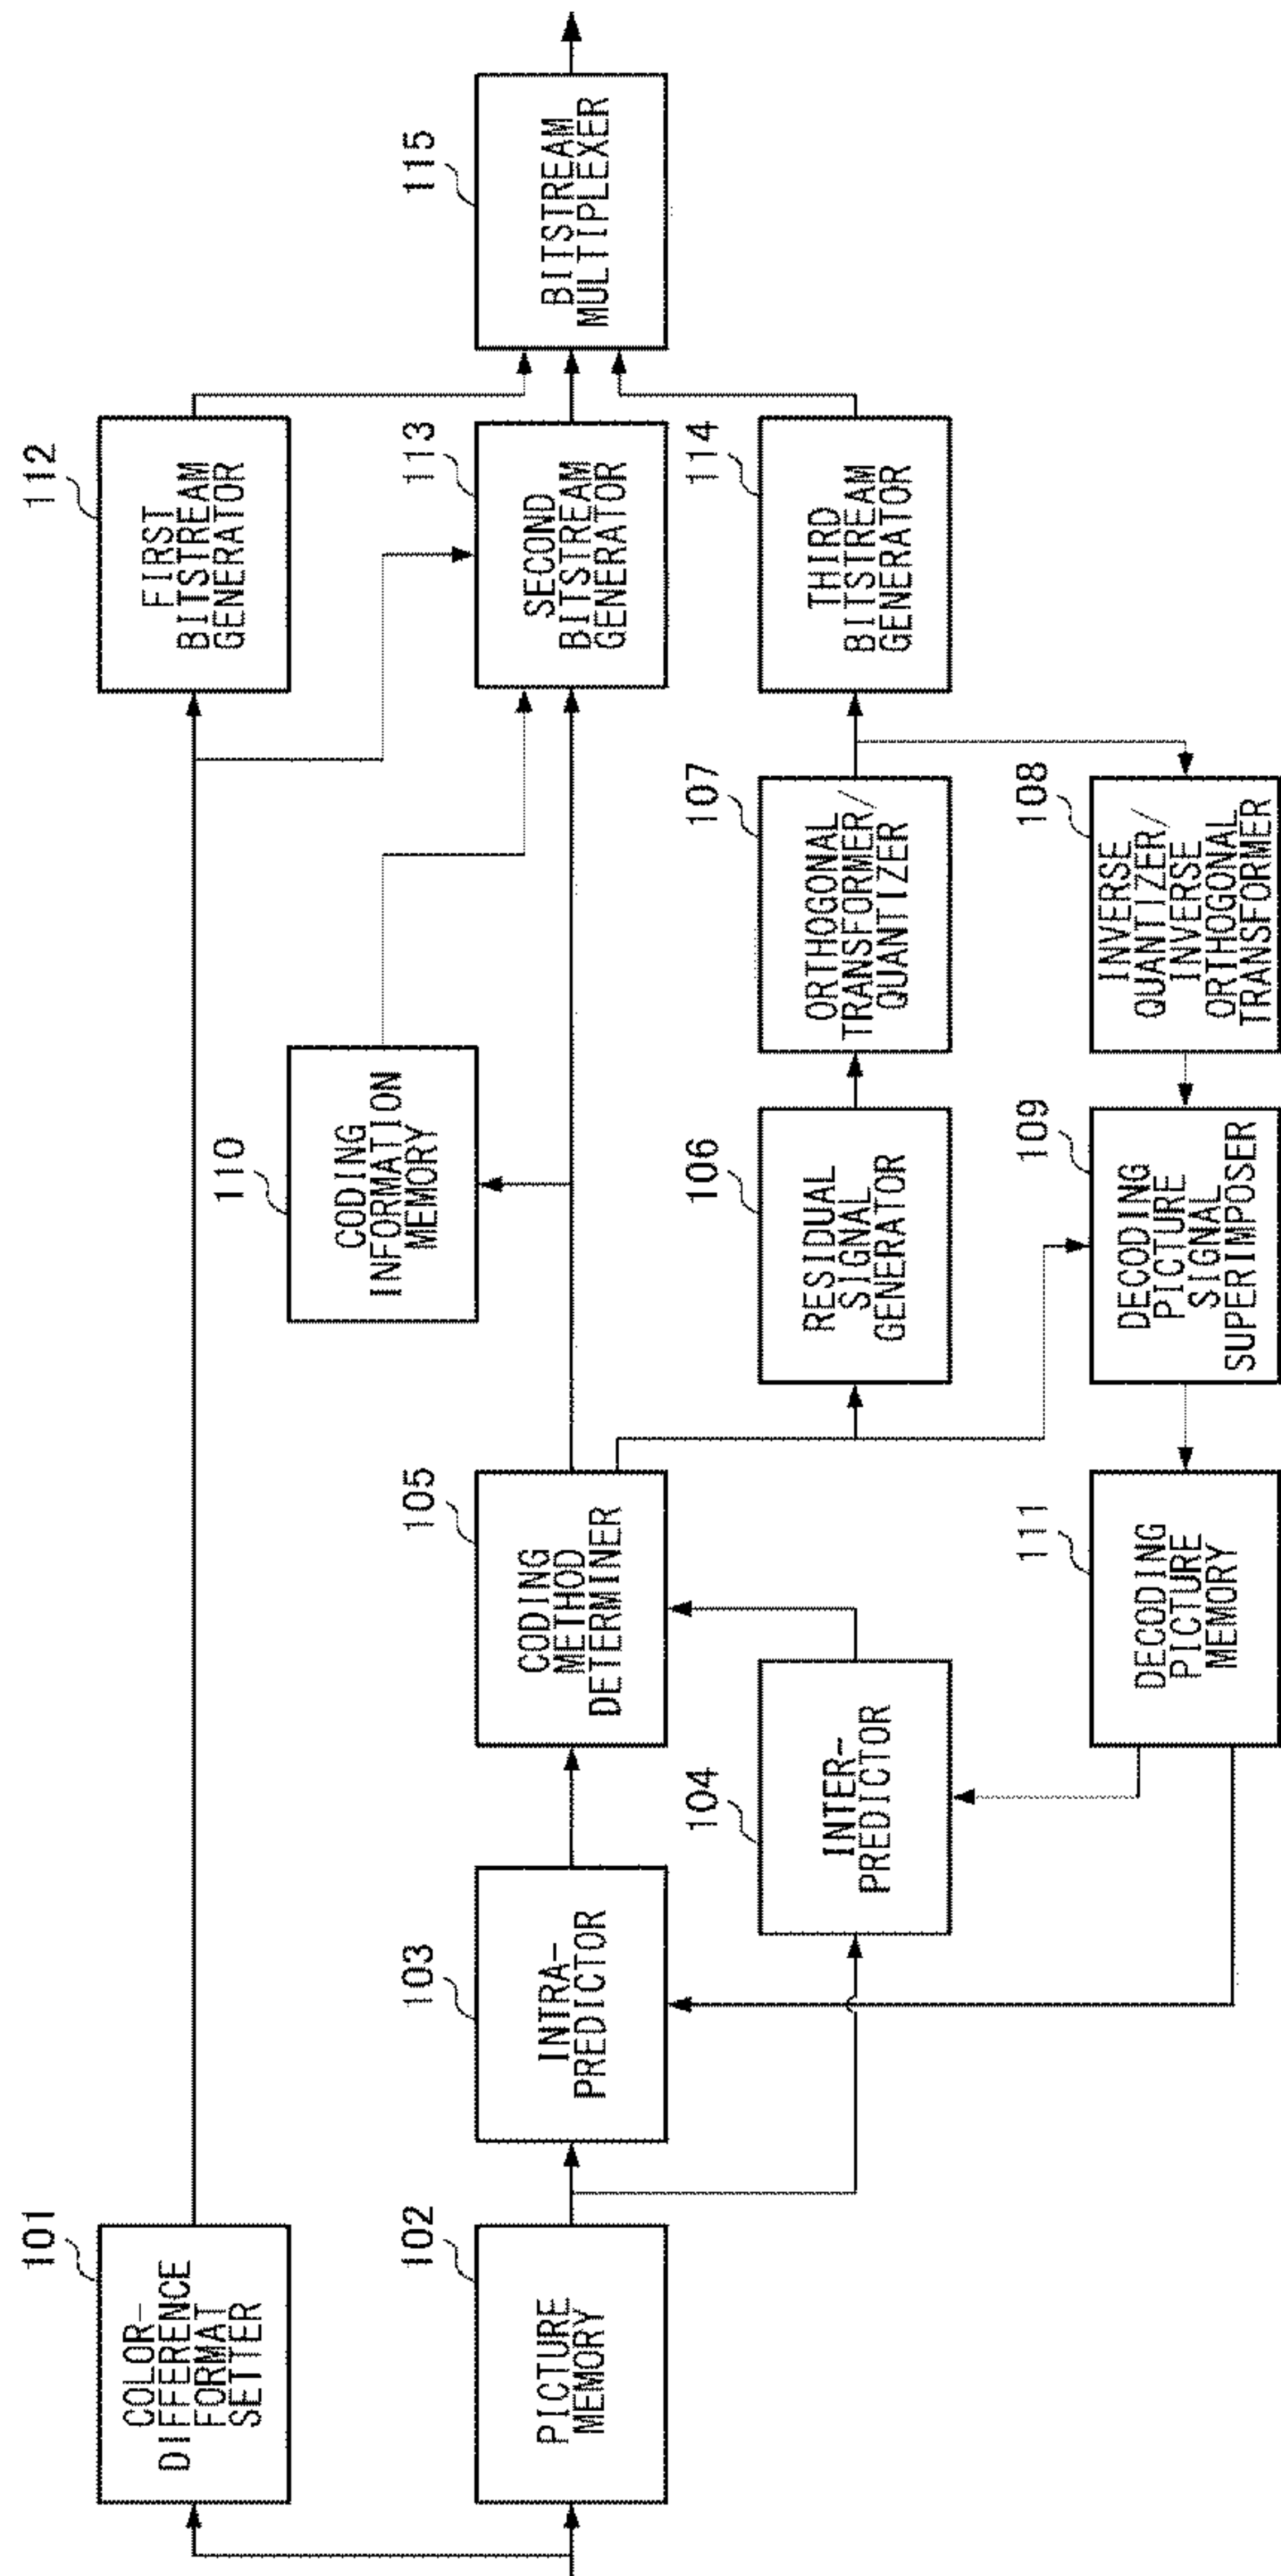 101
COLOR-
DIFFERENCE
FORMAT
SETTER
112
FIRST
BITSTREAM
GENERATOR
110
CODING
INFORMATION
MEMORY
102
PICTURE
MEMORY
103
INTRA-
PREDICTOR
105
CODING
METHOD
DETERMINER
113
SECOND
BITSTREAM
GENERATOR
115
BITSTREAM
MULTIPLEXER
104
INTER-
PREDICTOR
106
RESIDUAL
SIGNAL
GENERATOR
107
ORTHOGONAL
TRANSFORMER/
QUANTIZER
114
THIRD
BITSTREAM
GENERATOR
111
DECODING
PICTURE
MEMORY
109
DECODING
PICTURE
SIGNAL
SUPERIMPOSER
108
INVERSE
QUANTIZER/
INVERSE
ORTHOGONAL
TRANSFORMER